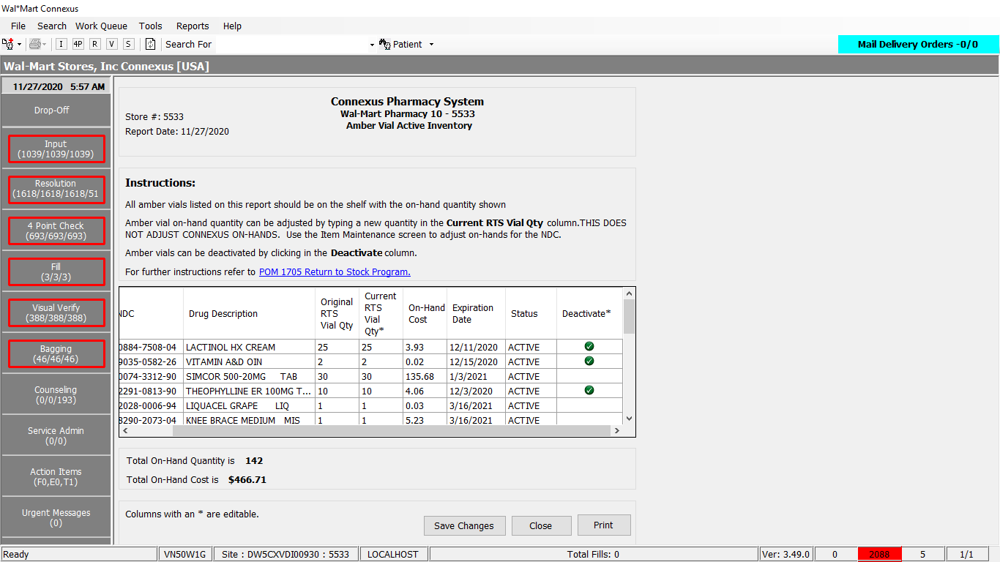 Wal*Mart Connexus
File Search Work Queue Tools Reports Help
I 4P R V S Search For Patient Mail Delivery Orders -0/0
Wal-Mart Stores, Inc Connexus [USA]
11/27/2020 5:57 AM
Drop-Off
Input
(1039/1039/1039)
Resolution
(1618/1618/1618/51
4 Point Check
(693/693/693)
Fill
(3/3/3)
Visual Verify
(388/388/388)
Bagging
(46/46/46)
Counseling
(0/0/193)
Service Admin
(0/0)
Action Items
(F0,E0,T1)
Urgent Messages
(0)
Connexus Pharmacy System
Wal-Mart Pharmacy 10 - 5533
Amber Vial Active Inventory
Store #: 5533
Report Date: 11/27/2020
Instructions:
All amber vials listed on this report should be on the shelf with the on-hand quantity shown
Amber vial on-hand quantity can be adjusted by typing a new quantity in the Current RTS Vial Qty column.THIS DOES
NOT ADJUST CONNEXUS ON-HANDS. Use the Item Maintenance screen to adjust on-hands for the NDC.
Amber vials can be deactivated by clicking in the Deactivate column.
For further instructions refer to POM 1705 Return to Stock Program.
NDC Drug Description Original RTS Vial Qty Current RTS Vial Qty* On-Hand Cost Expiration Date Status Deactivate*
0884-7508-04 LACTINOL HX CREAM 25 25 3.93 12/11/2020 ACTIVE
9035-0582-26 VITAMIN A&D OIN 2 2 0.02 12/15/2020 ACTIVE
0074-3312-90 SIMCOR 500-20MG TAB 30 30 135.68 1/3/2021 ACTIVE
2291-0813-90 THEOPHYLLINE ER 100MG T... 10 10 4.06 12/3/2020 ACTIVE
2028-0006-94 LIQUACEL GRAPE LIQ 1 1 0.03 3/16/2021 ACTIVE
8290-2073-04 KNEE BRACE MEDIUM MIS 1 1 5.23 3/16/2021 ACTIVE
Total On-Hand Quantity is 142
Total On-Hand Cost is $466.71
Columns with an * are editable.
Save Changes Close Print
Ready VN50W1G Site : DW5CXVDI00930 : 5533 LOCALHOST Total Fills: 0 Ver: 3.49.0 0 2088 5 1/1